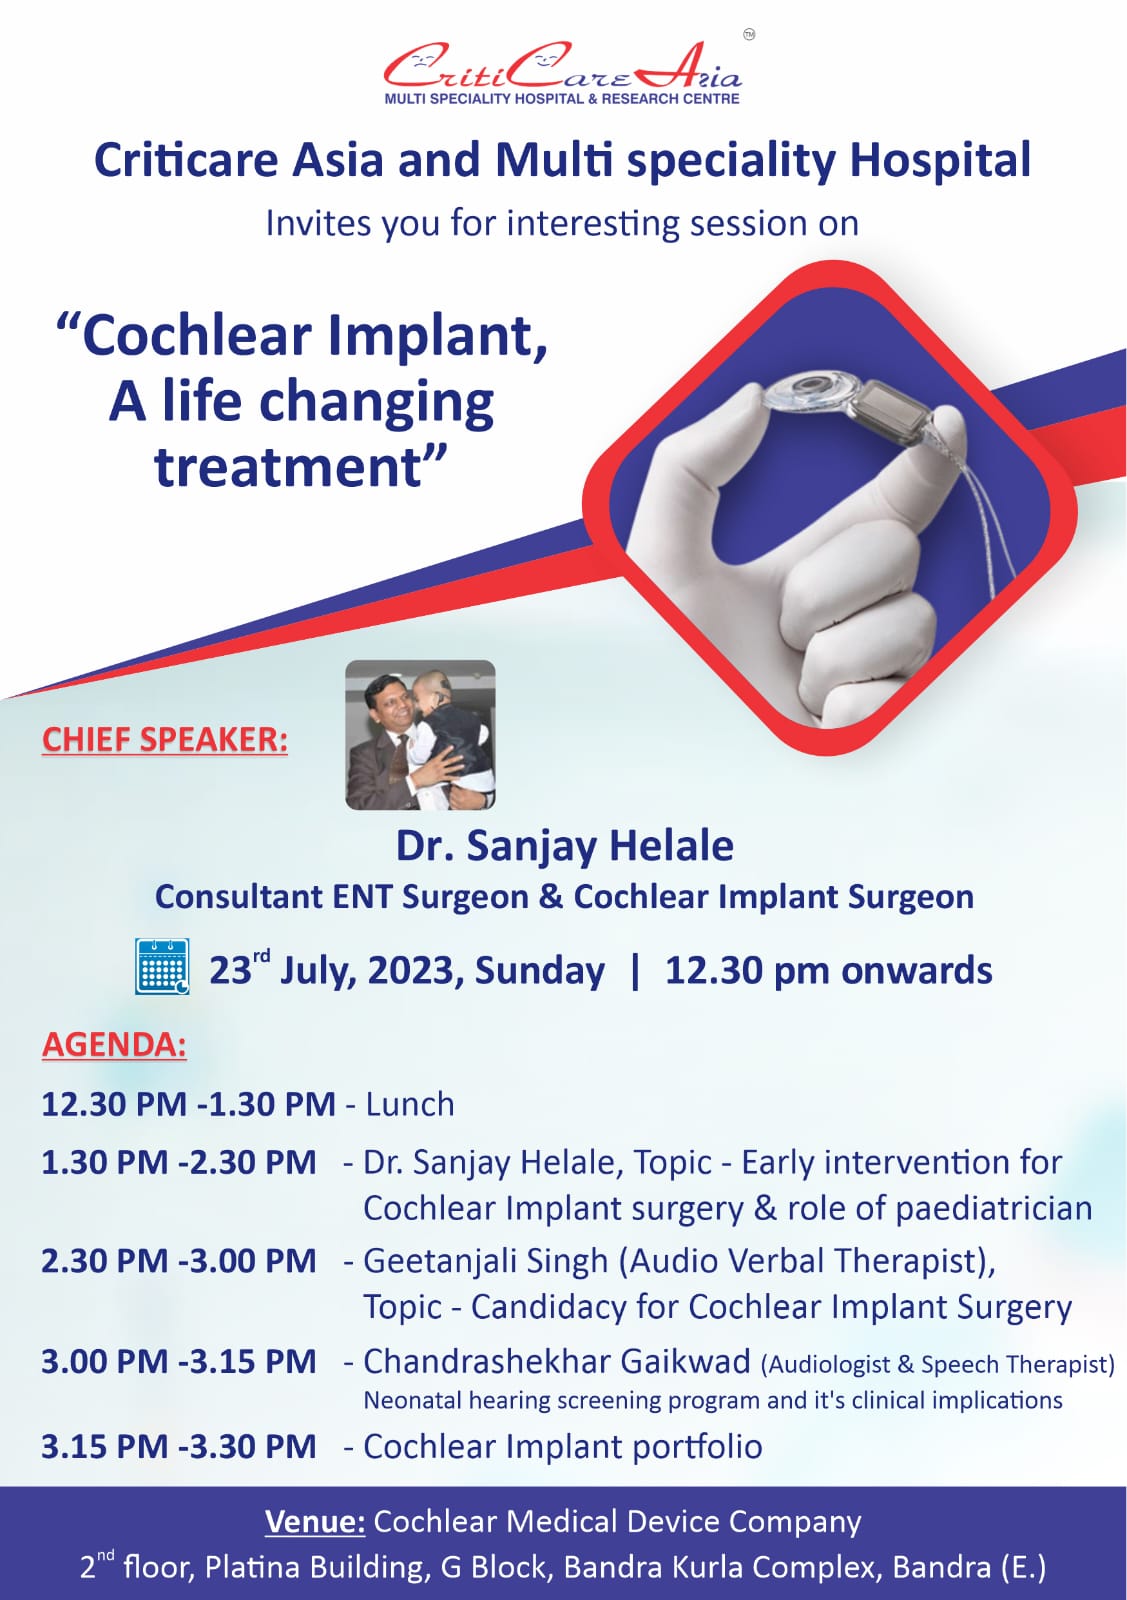 CritiCare Asia
TM
MULTI SPECIALITY HOSPITAL & RESEARCH CENTRE
Criticare Asia and Multi speciality Hospital
Invites you for interesting session on
“Cochlear Implant,
A life changing
treatment”
CHIEF SPEAKER:
Dr. Sanjay Helale
Consultant ENT Surgeon & Cochlear Implant Surgeon
23rd July, 2023, Sunday | 12.30 pm onwards
AGENDA:
12.30 PM -1.30 PM - Lunch
1.30 PM -2.30 PM - Dr. Sanjay Helale, Topic - Early intervention for
Cochlear Implant surgery & role of paediatrician
2.30 PM -3.00 PM - Geetanjali Singh (Audio Verbal Therapist),
Topic - Candidacy for Cochlear Implant Surgery
3.00 PM -3.15 PM - Chandrashekhar Gaikwad (Audiologist & Speech Therapist)
Neonatal hearing screening program and it's clinical implications
3.15 PM -3.30 PM - Cochlear Implant portfolio
Venue: Cochlear Medical Device Company
2nd floor, Platina Building, G Block, Bandra Kurla Complex, Bandra (E.)